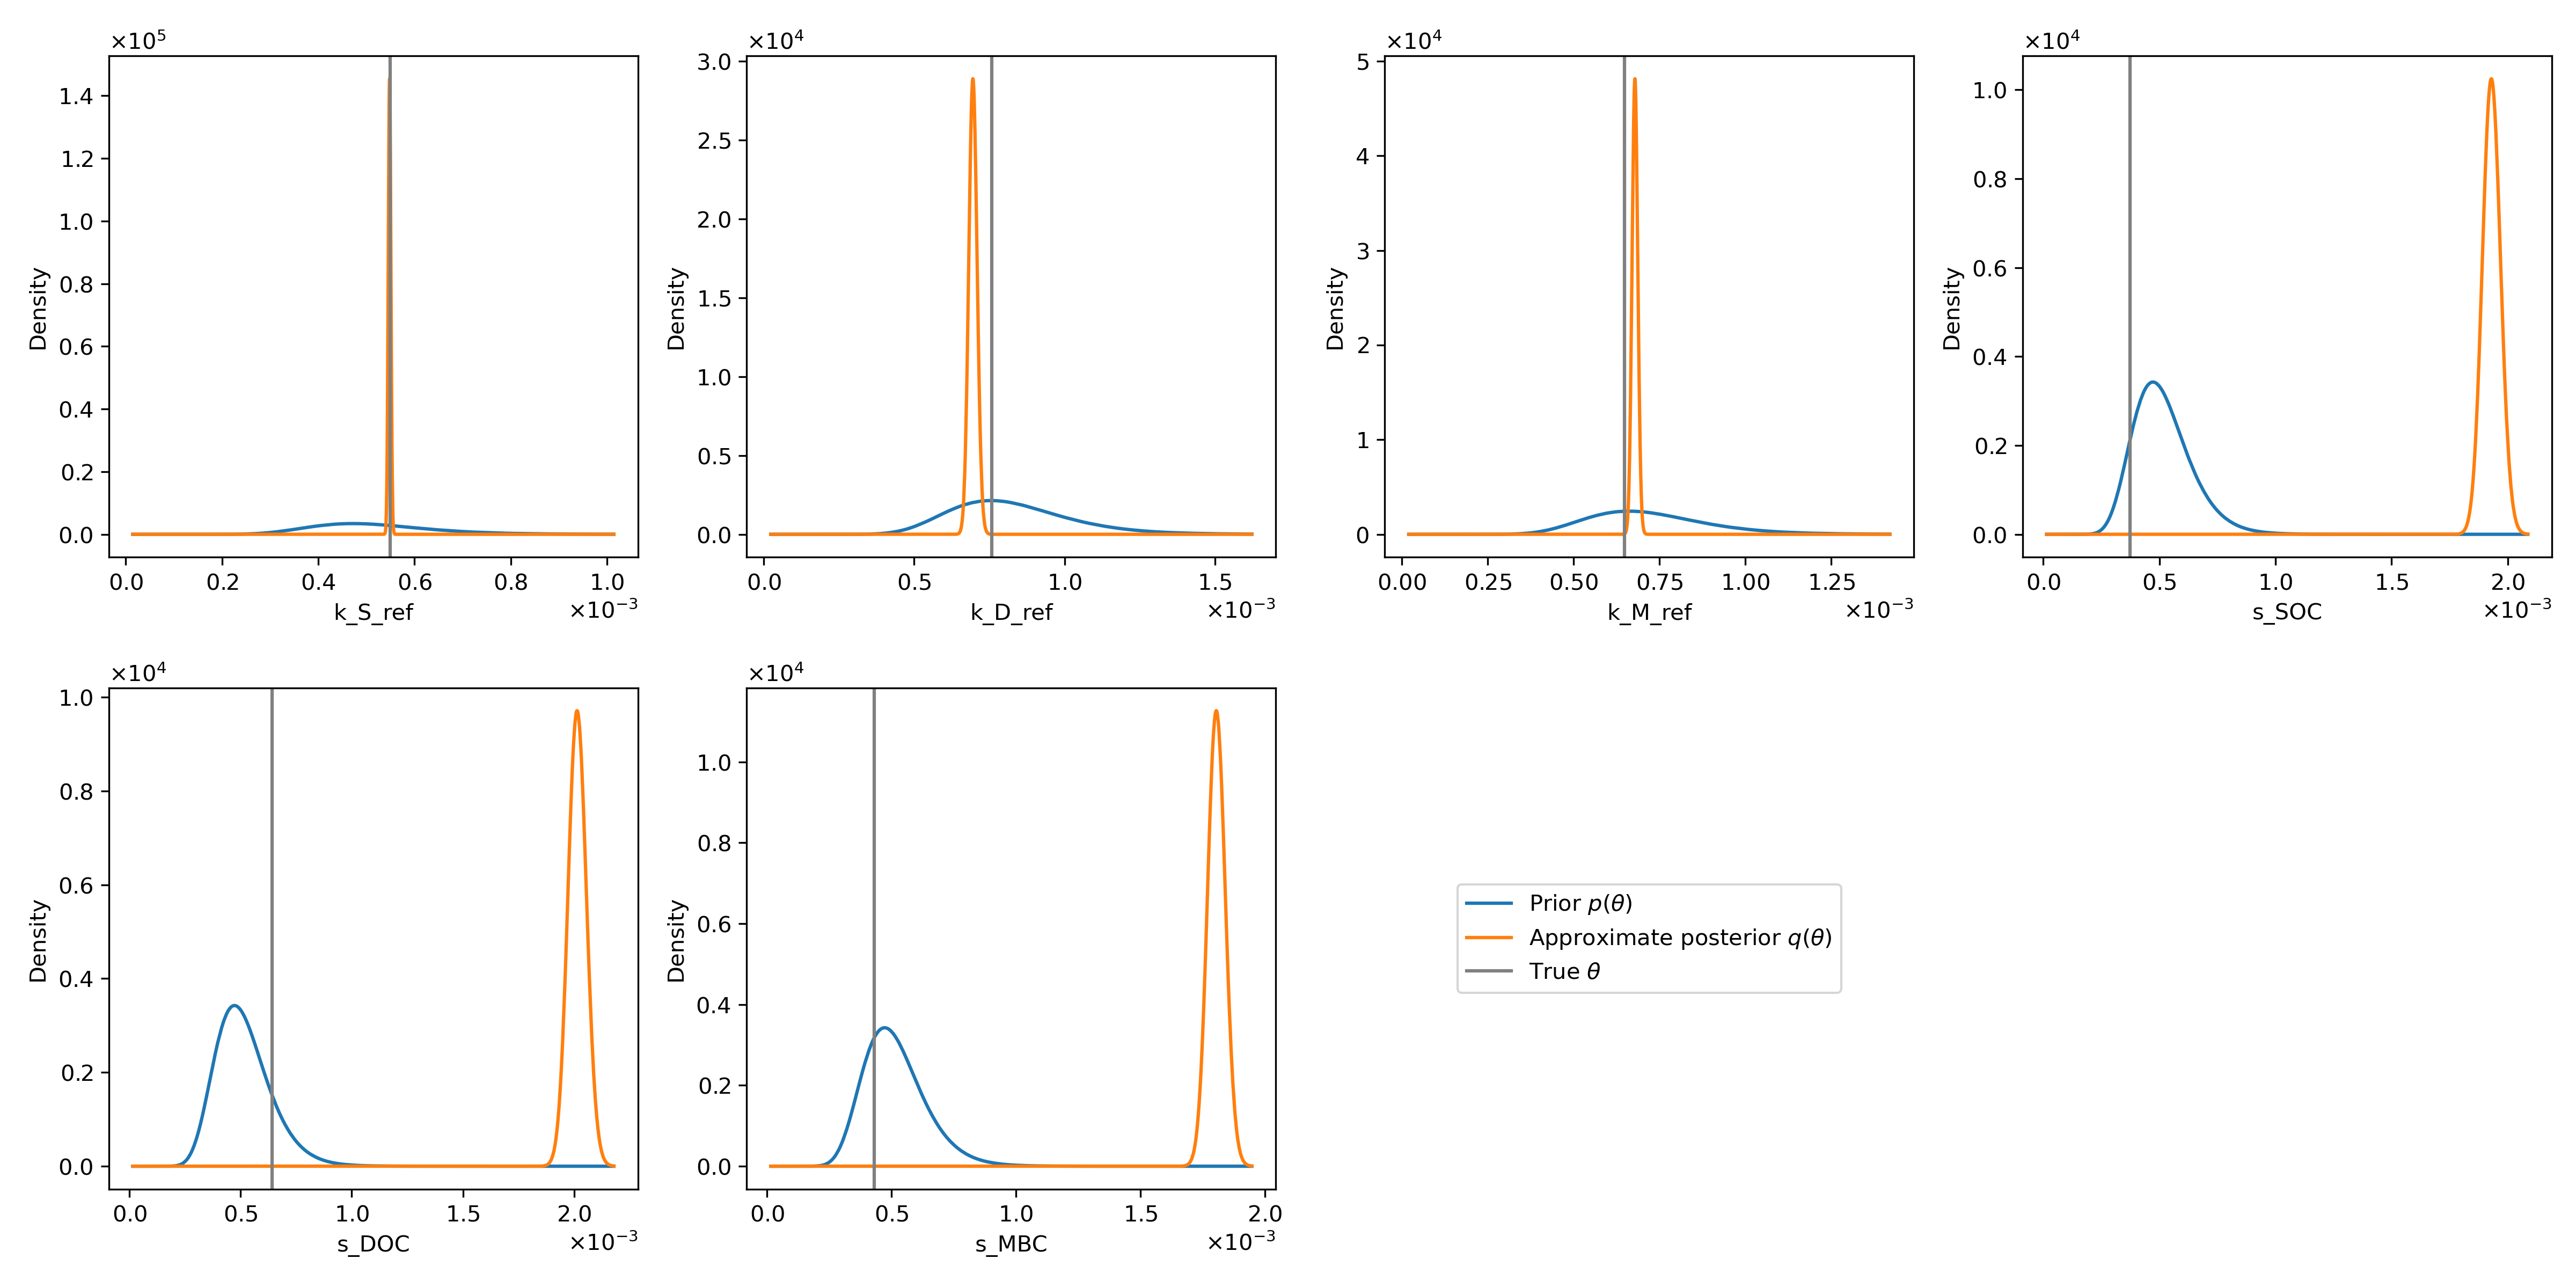 ×10⁵
1.4
1.2
1.0
0.8
0.6
0.4
0.2
0.0
Density
0.0 0.2 0.4 0.6 0.8 1.0
k_S_ref
×10⁻³
×10⁴
3.0
2.5
2.0
1.5
1.0
0.5
0.0
Density
0.0 0.5 1.0 1.5
k_D_ref
×10⁻³
×10⁴
5
4
3
2
1
0
Density
0.00 0.25 0.50 0.75 1.00 1.25
k_M_ref
×10⁻³
×10⁴
1.0
0.8
0.6
0.4
0.2
0.0
Density
0.0 0.5 1.0 1.5 2.0
s_SOC
×10⁻³
×10⁴
1.0
0.8
0.6
0.4
0.2
0.0
Density
0.0 0.5 1.0 1.5 2.0
s_DOC
×10⁻³
×10⁴
1.0
0.8
0.6
0.4
0.2
0.0
Density
0.0 0.5 1.0 1.5 2.0
s_MBC
×10⁻³
Prior p(θ)
Approximate posterior q(θ)
True θ